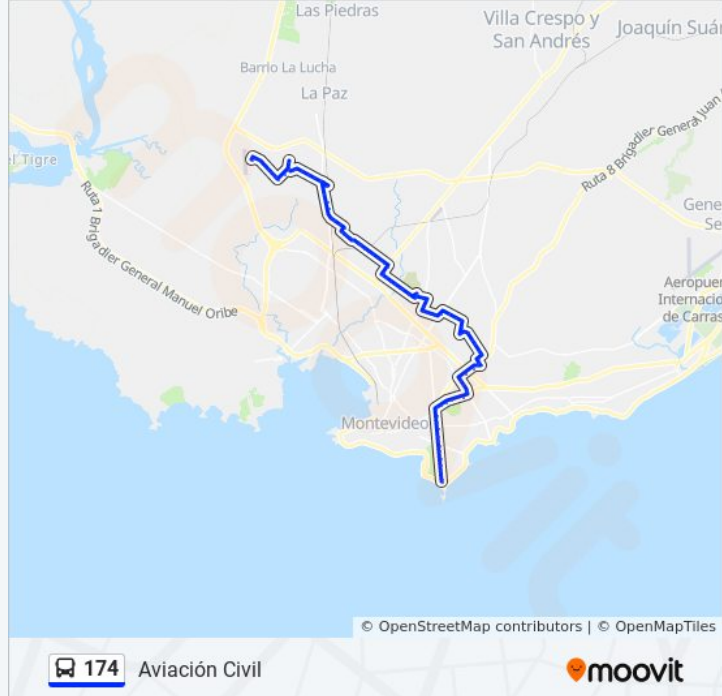 Las Piedras
Villa Crespo y
San Andrés
Joaquín Suár
Barrio La Lucha
La Paz
el Tigre
Ruta 1 Brigadier General Manuel Oribe
Ruta 8 Brigadier General Juan A
Gene
Se
Aeropuer
Internacio
de Carras
Montevideo
© OpenStreetMap contributors | © OpenMapTiles
174 Aviación Civil
moovit